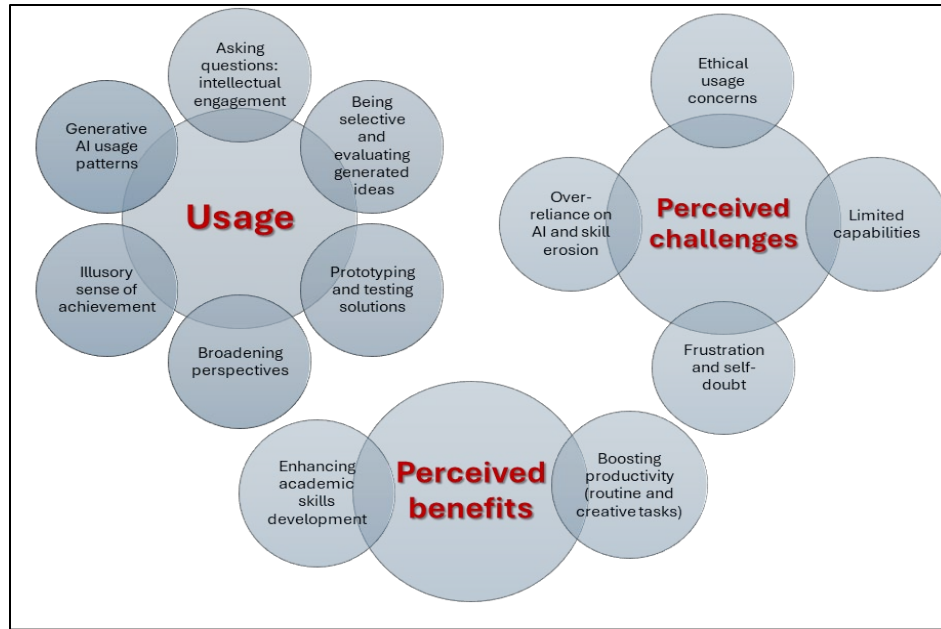 Asking
questions:
intellectual
engagement
Being
selective
and
evaluating
generated
ideas
Generative
AI usage
patterns
Usage
Illusory
sense of
achievement
Prototyping
and testing
solutions
Broadening
perspectives
Ethical
usage
concerns
Over-
reliance on
AI and skill
erosion
Perceived
challenges
Limited
capabilities
Frustration
and self-
doubt
Enhancing
academic
skills
development
Perceived
benefits
Boosting
productivity
(routine and
creative tasks)